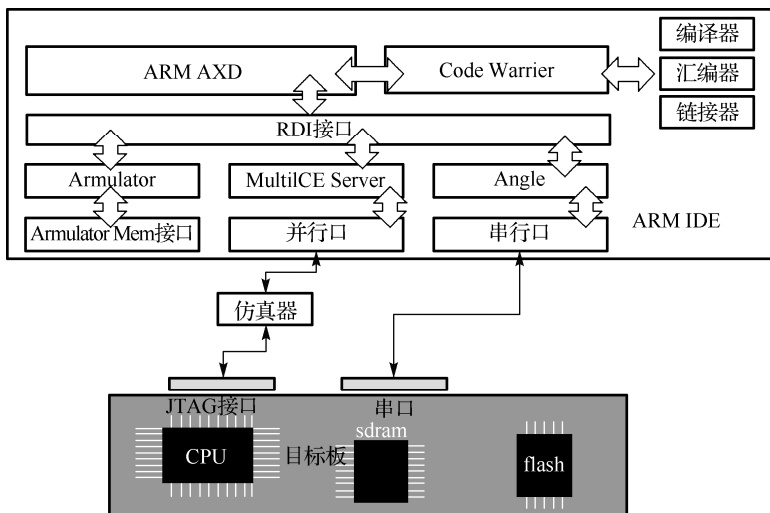 编译器
ARM AXD
Code Warrier
汇编器
链接器
RDI接口
Armulator
MultiICE Server
Angle
ARM IDE
Armulator Mem接口
并行口
串行口
仿真器
JTAG接口
串口
sdram
CPU
目标板
flash